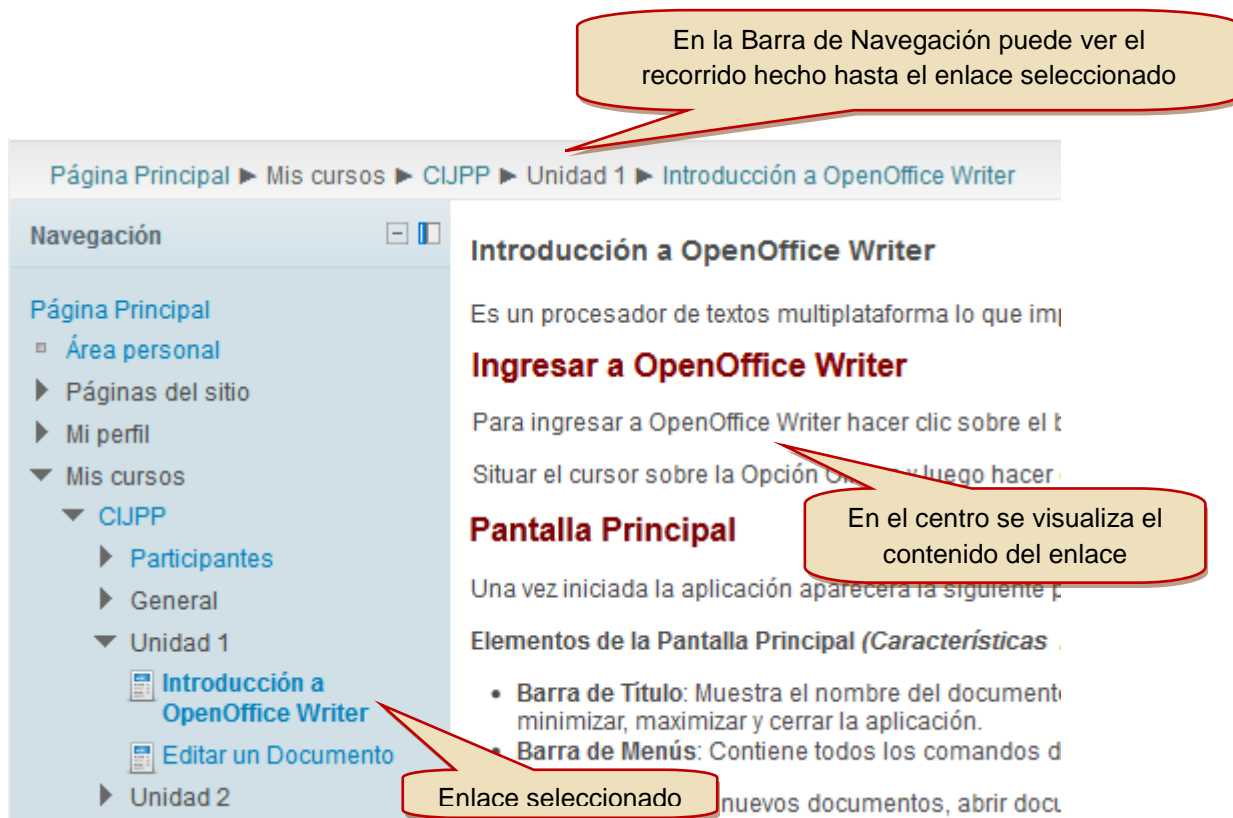 En la Barra de Navegación puede ver el
recorrido hecho hasta el enlace seleccionado
Página Principal ▶ Mis cursos ▶ CIJPP ▶ Unidad 1 ▶ Introducción a OpenOffice Writer
Navegación
Página Principal
Área personal
Páginas del sitio
Mi perfil
Mis cursos
CIJPP
Participantes
General
Unidad 1
Introducción a
OpenOffice Writer
Editar un Documento
Unidad 2
Enlace seleccionado
Introducción a OpenOffice Writer
Es un procesador de textos multiplataforma lo que
Ingresar a OpenOffice Writer
Para ingresar a OpenOffice Writer hacer clic sobre el
Situar el cursor sobre la Opción y luego hacer
En el centro se visualiza el
contenido del enlace
Pantalla Principal
Una vez iniciada la aplicación aparecerá la siguiente
Elementos de la Pantalla Principal (Características
• Barra de Título: Muestra el nombre del
minimizar, maximizar y cerrar la aplicación.
• Barra de Menús: Contiene todos los comandos
nuevos documentos, abrir